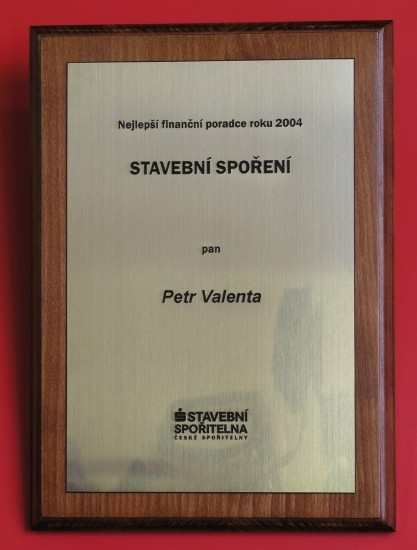 Nejlepší finanční poradce roku 2004
STAVEBNÍ SPOŘENÍ
pan
Petr Valenta
STAVEBNÍ
SPOŘITELNA
ČESKÉ SPOŘITELNY